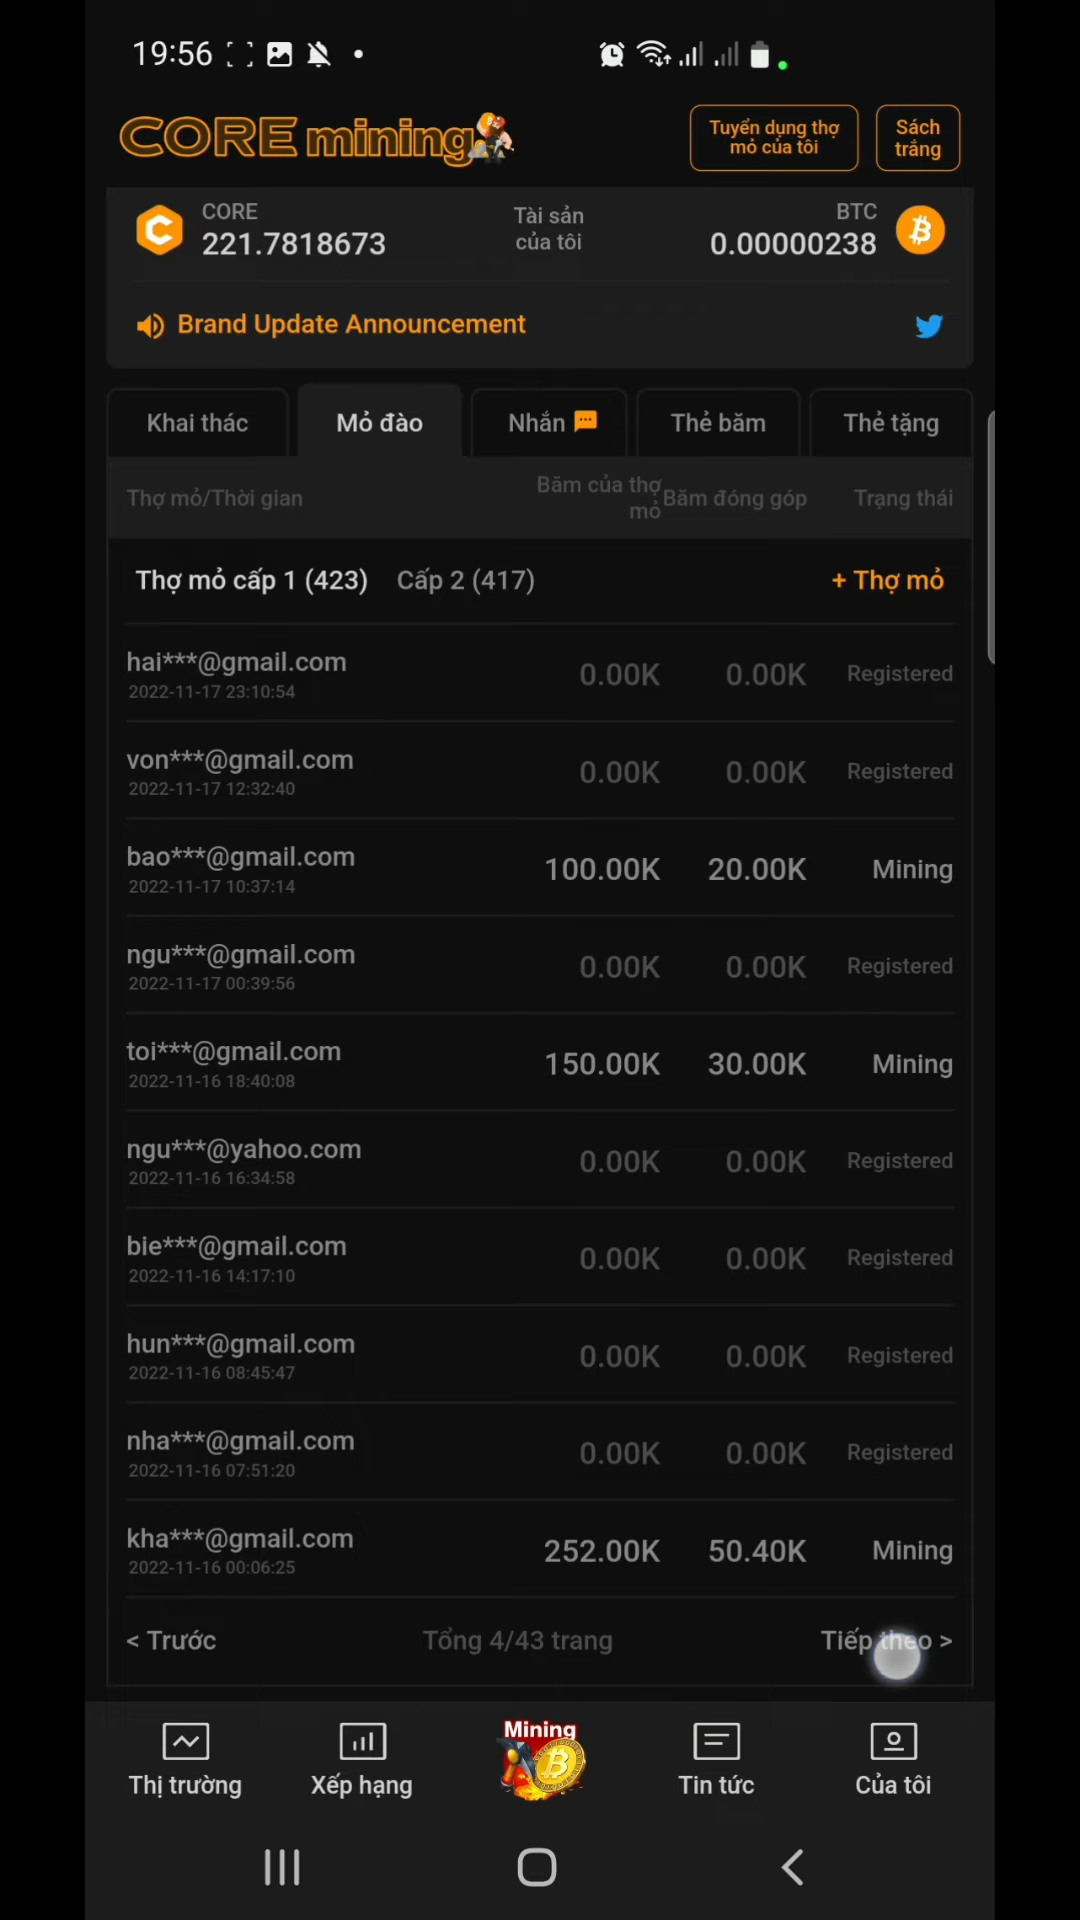 19:56
CORE mining
Tuyển dụng thợ
mỏ của tôi
Sách
trắng
CORE
221.7818673
Tài sản
của tôi
BTC
0.00000238
Brand Update Announcement
Khai thác
Mỏ đào
Nhắn
Thẻ băm
Thẻ tặng
Thợ mỏ/Thời gian
Băm của thợ
mỏ
Băm đóng góp
Trạng thái
Thợ mỏ cấp 1 (423)
Cấp 2 (417)
+ Thợ mỏ
hai***@gmail.com
2022-11-17 23:10:54
0.00K
0.00K
Registered
von***@gmail.com
2022-11-17 12:32:40
0.00K
0.00K
Registered
bao***@gmail.com
2022-11-17 10:37:14
100.00K
20.00K
Mining
ngu***@gmail.com
2022-11-17 00:39:56
0.00K
0.00K
Registered
toi***@gmail.com
2022-11-16 18:40:08
150.00K
30.00K
Mining
ngu***@yahoo.com
2022-11-16 16:34:58
0.00K
0.00K
Registered
bie***@gmail.com
2022-11-16 14:17:10
0.00K
0.00K
Registered
hun***@gmail.com
2022-11-16 08:45:47
0.00K
0.00K
Registered
nha***@gmail.com
2022-11-16 07:51:20
0.00K
0.00K
Registered
kha***@gmail.com
2022-11-16 00:06:25
252.00K
50.40K
Mining
< Trước
Tổng 4/43 trang
Tiếp theo >
Mining
Thị trường
Xếp hạng
Tin tức
Của tôi